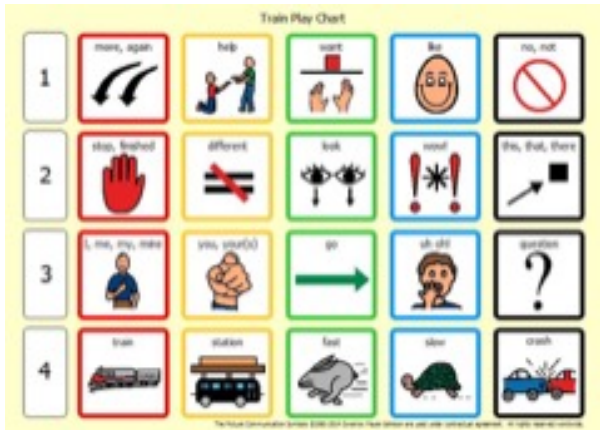 Train Play Chart
1
more, again
help
want
like
no, not
2
stop, finished
different
look
wow!
this, that, there
3
I, me, my, mine
you, your(s)
go
uh oh!
question
4
train
station
fast
slow
crash